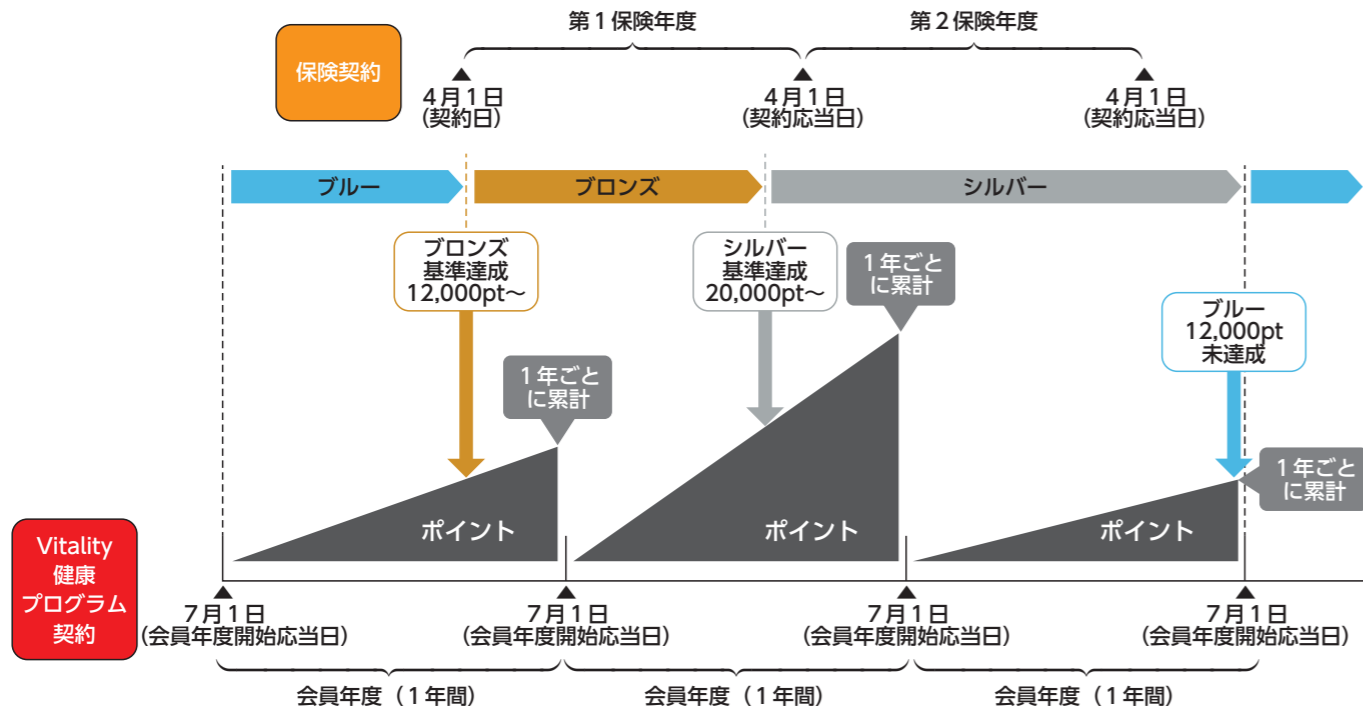 第1保険年度
第2保険年度
保険契約
4月1日
(契約日)
4月1日
(契約応当日)
4月1日
(契約応当日)
ブルー
ブロンズ
シルバー
ブロンズ
基準達成
12,000pt〜
シルバー
基準達成
20,000pt〜
1年ごと
に累計
ブルー
12,000pt
未達成
1年ごと
に累計
1年ごと
に累計
ポイント
ポイント
ポイント
Vitality
健康
プログラム
契約
7月1日
(会員年度開始応当日)
7月1日
(会員年度開始応当日)
7月1日
(会員年度開始応当日)
7月1日
(会員年度開始応当日)
会員年度(1年間)
会員年度(1年間)
会員年度(1年間)